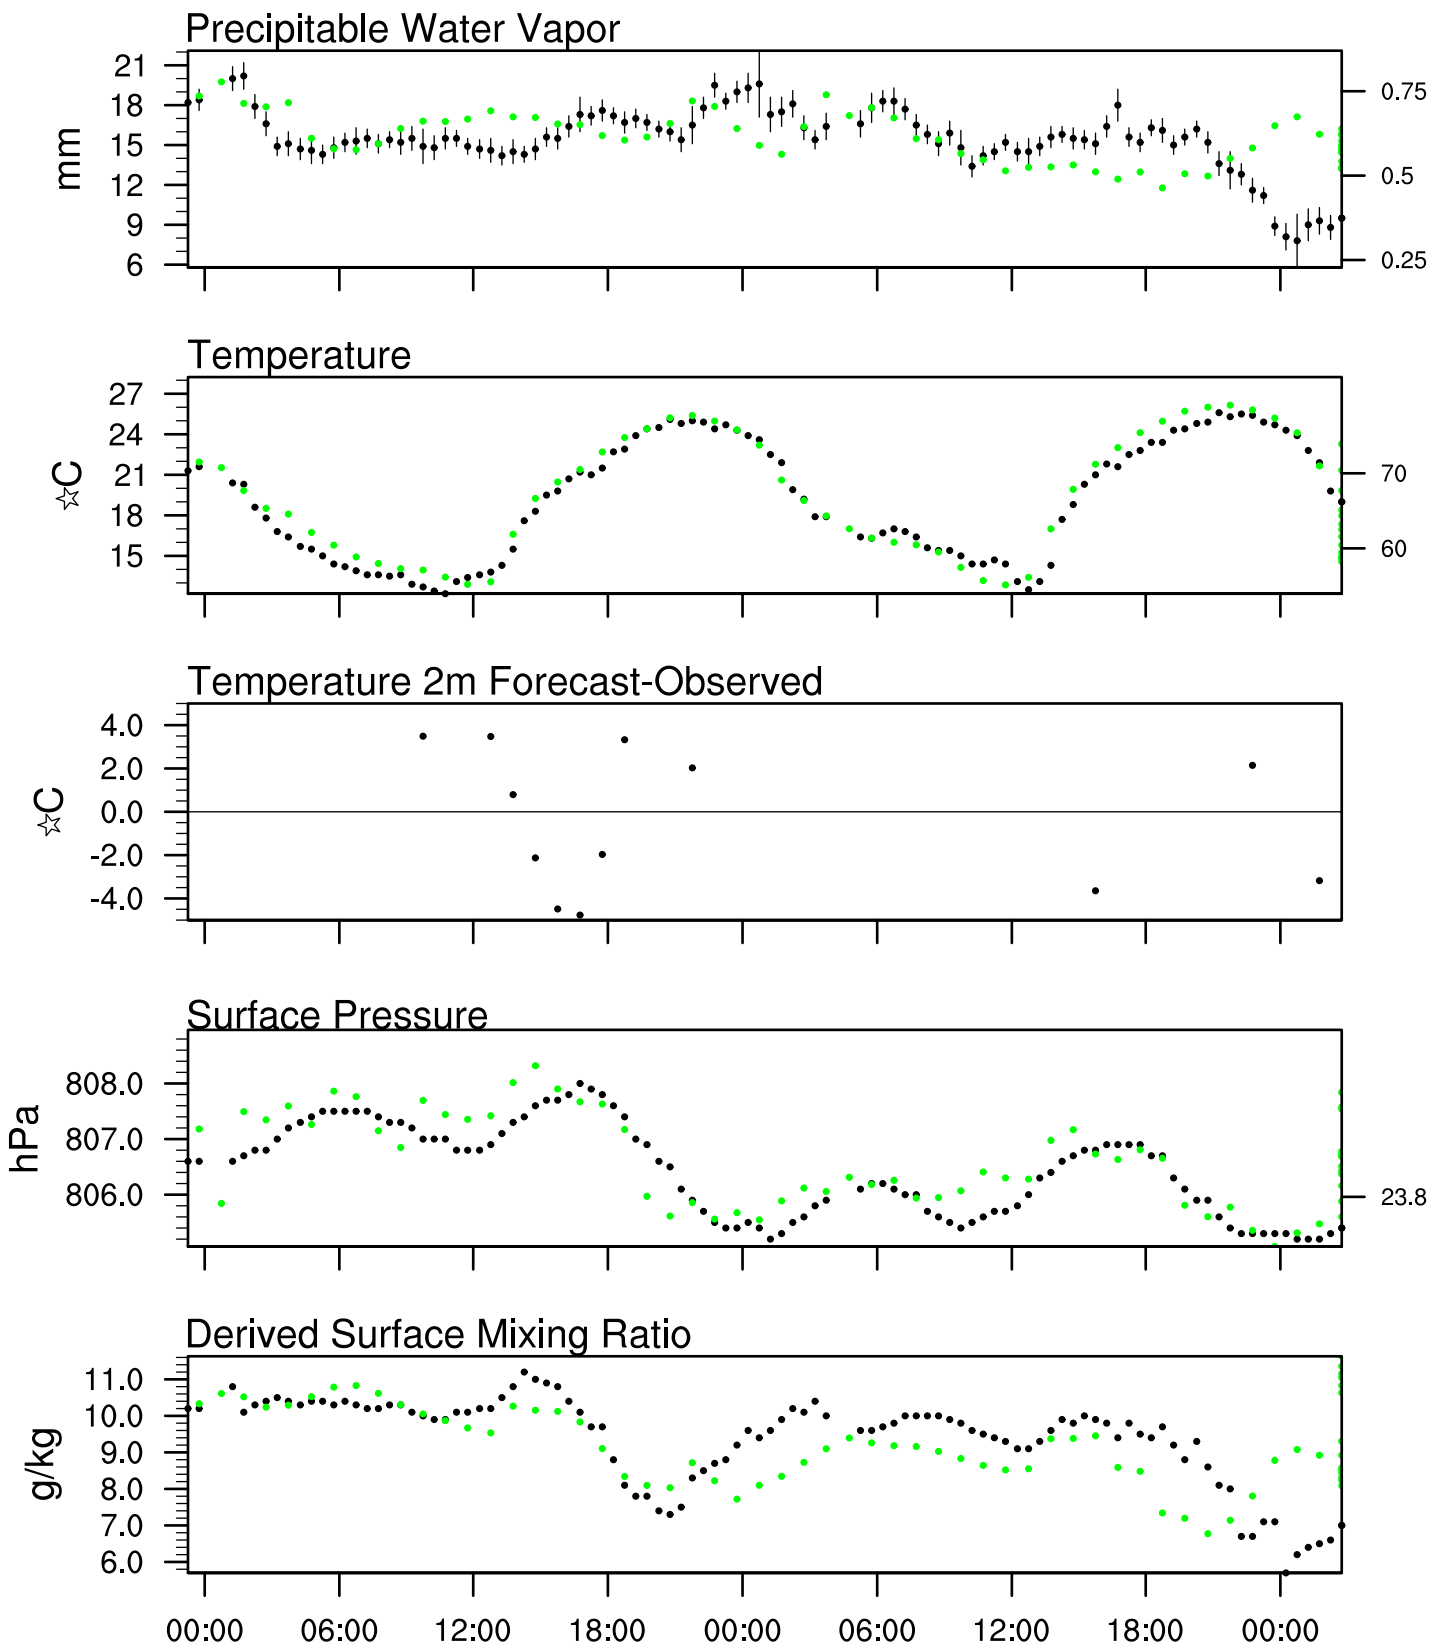 Precipitable Water Vapor
21
18
15
12
9
6
mm
0.75
0.5
0.25
Temperature
27
24
21
18
15
☆C
70
60
Temperature 2m Forecast-Observed
4.0
2.0
0.0
-2.0
-4.0
☆C
Surface Pressure
808.0
807.0
806.0
hPa
23.8
Derived Surface Mixing Ratio
11.0
10.0
9.0
8.0
7.0
6.0
g/kg
00:00 06:00 12:00 18:00 00:00 06:00 12:00 18:00 00:00